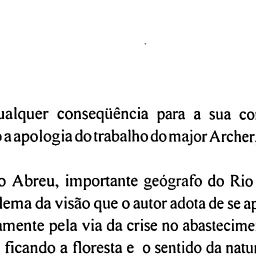 ualquer conseqüência para a sua co
o a apologia do trabalho do major Archer.
o Abreu, importante geógrafo do Rio
lema da visão que o autor adota de se ap
amente pela via da crise no abastecime
ficando a floresta e o sentido da natu